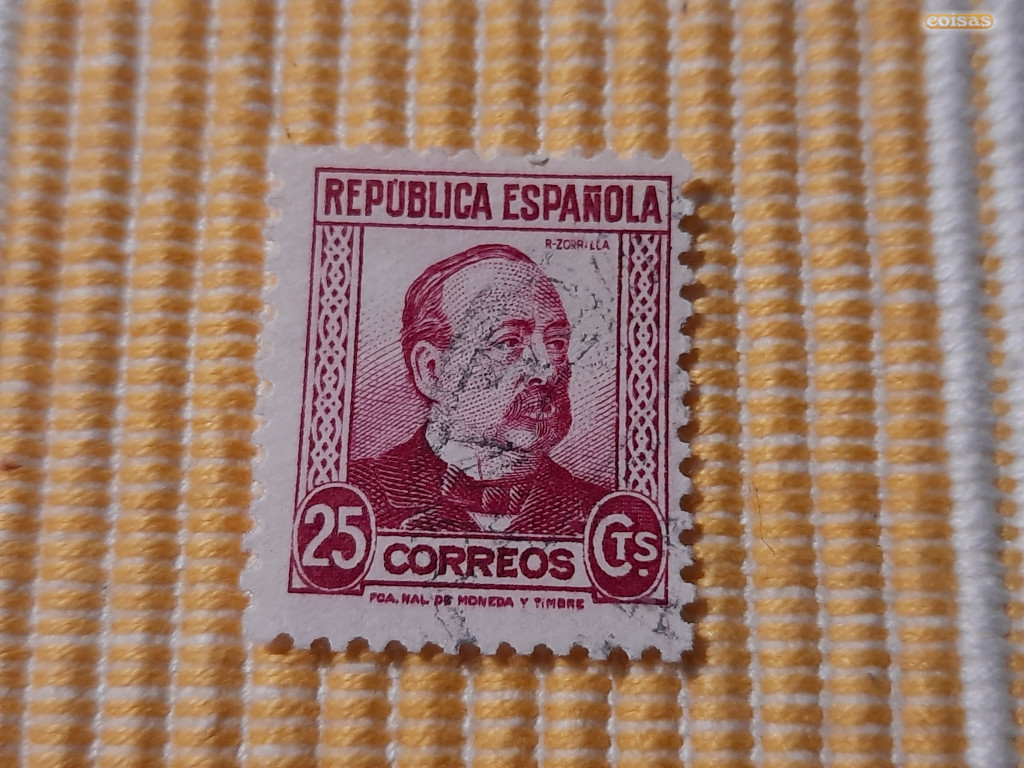 coisas
REPÚBLICA ESPAÑOLA
R-ZORRILLA
25 CORREOS CTS.
FCA. NAL. DE MONEDA Y TIMBRE